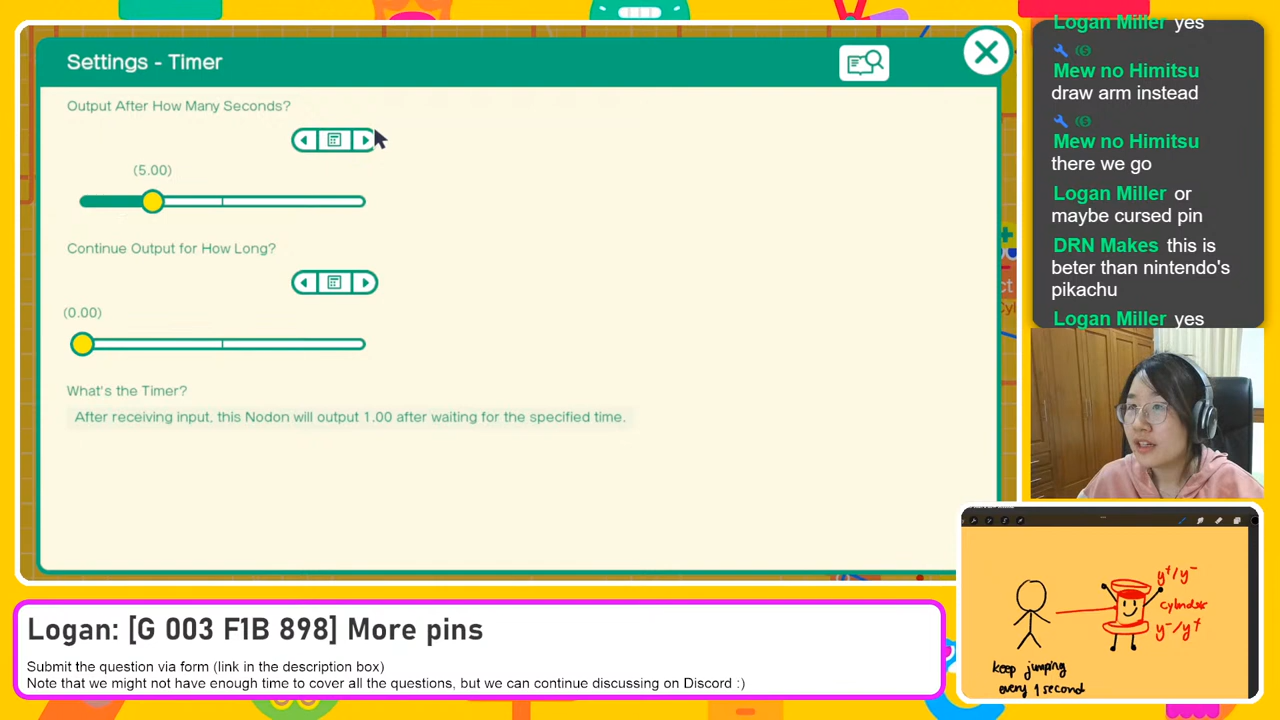 Settings - Timer
Output After How Many Seconds?
(5.00)
Continue Output for How Long?
(0.00)
What's the Timer?
After receiving input, this Nodon will output 1.00 after waiting for the specified time.
Logan Miller yes
Mew no Himitsu
draw arm instead
Mew no Himitsu
there we go
Logan Miller or
maybe cursed pin
DRN Makes this is
beter than nintendo's
pikachu
Logan Miller yes
y+/y-
cylinder
y-/y+
keep jumping
every 1 second
Logan: [G 003 F1B 898] More pins
Submit the question via form (link in the description box)
Note that we might not have enough time to cover all the questions, but we can continue discussing on Discord :)